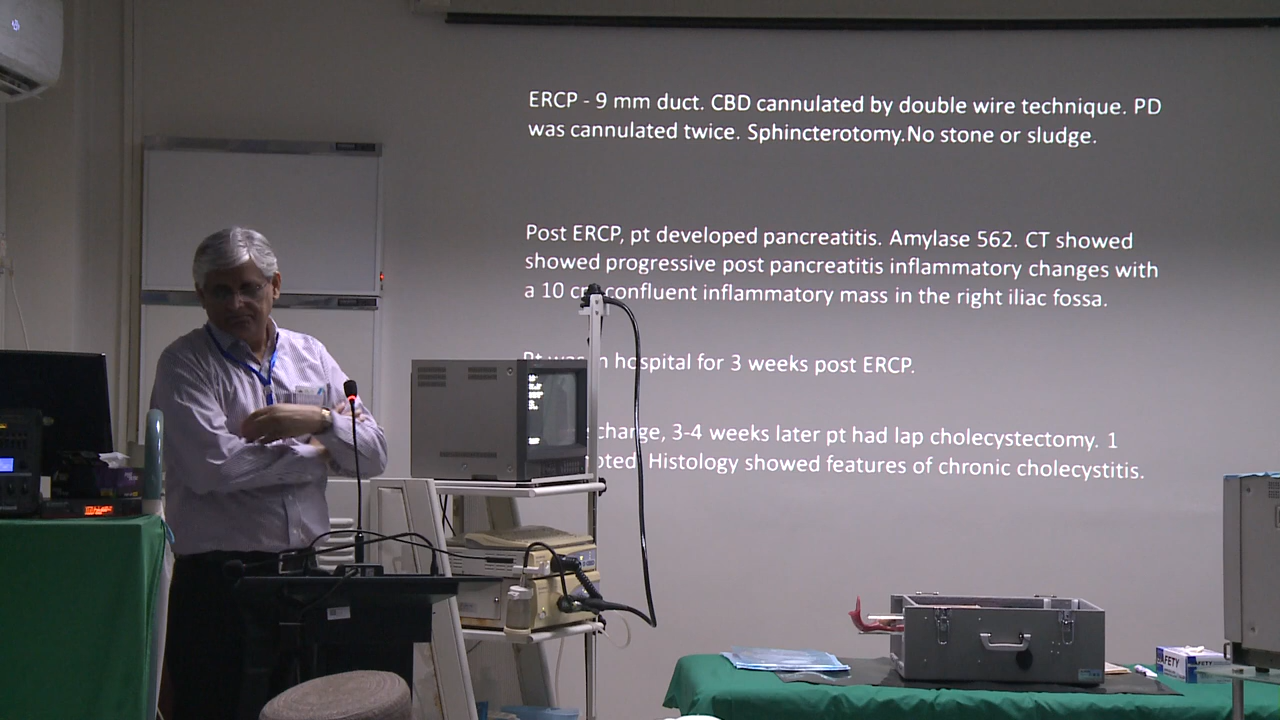 ERCP - 9 mm duct. CBD cannulated by double wire technique. PD
was cannulated twice. Sphincterotomy.No stone or sludge.
Post ERCP, pt developed pancreatitis. Amylase 562. CT showed
showed progressive post pancreatitis inflammatory changes with
a 10 confluent inflammatory mass in the right iliac fossa.
hospital for 3 weeks post ERCP.
3-4 weeks later pt had lap cholecystectomy. 1
Histology showed features of chronic cholecystitis.
SAFETY